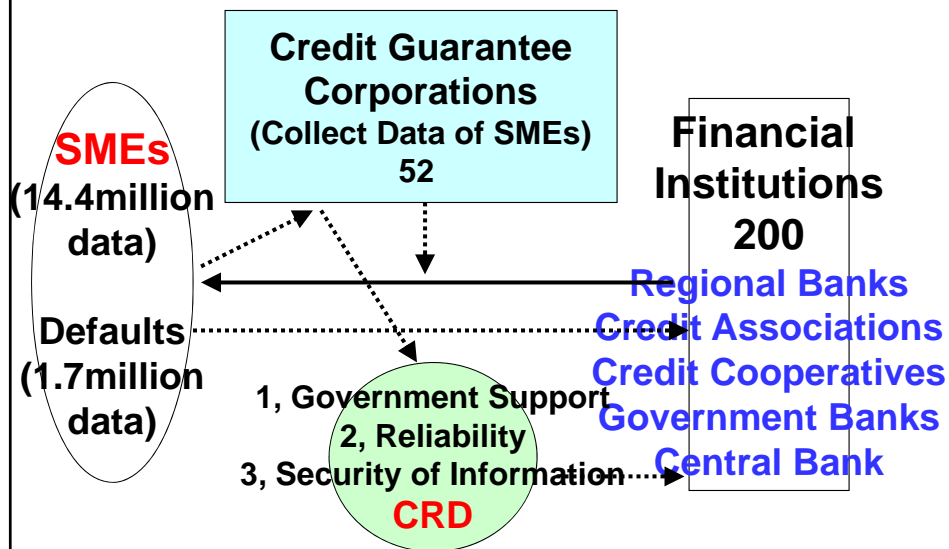 Credit Guarantee
Corporations
(Collect Data of SMEs)
52
SMEs
(14.4million
data)
Defaults
(1.7million
data)
Financial
Institutions
200
Regional Banks
Credit Associations
Credit Cooperatives
Government Banks
Central Bank
1, Government Support
2, Reliability
3, Security of Information
CRD